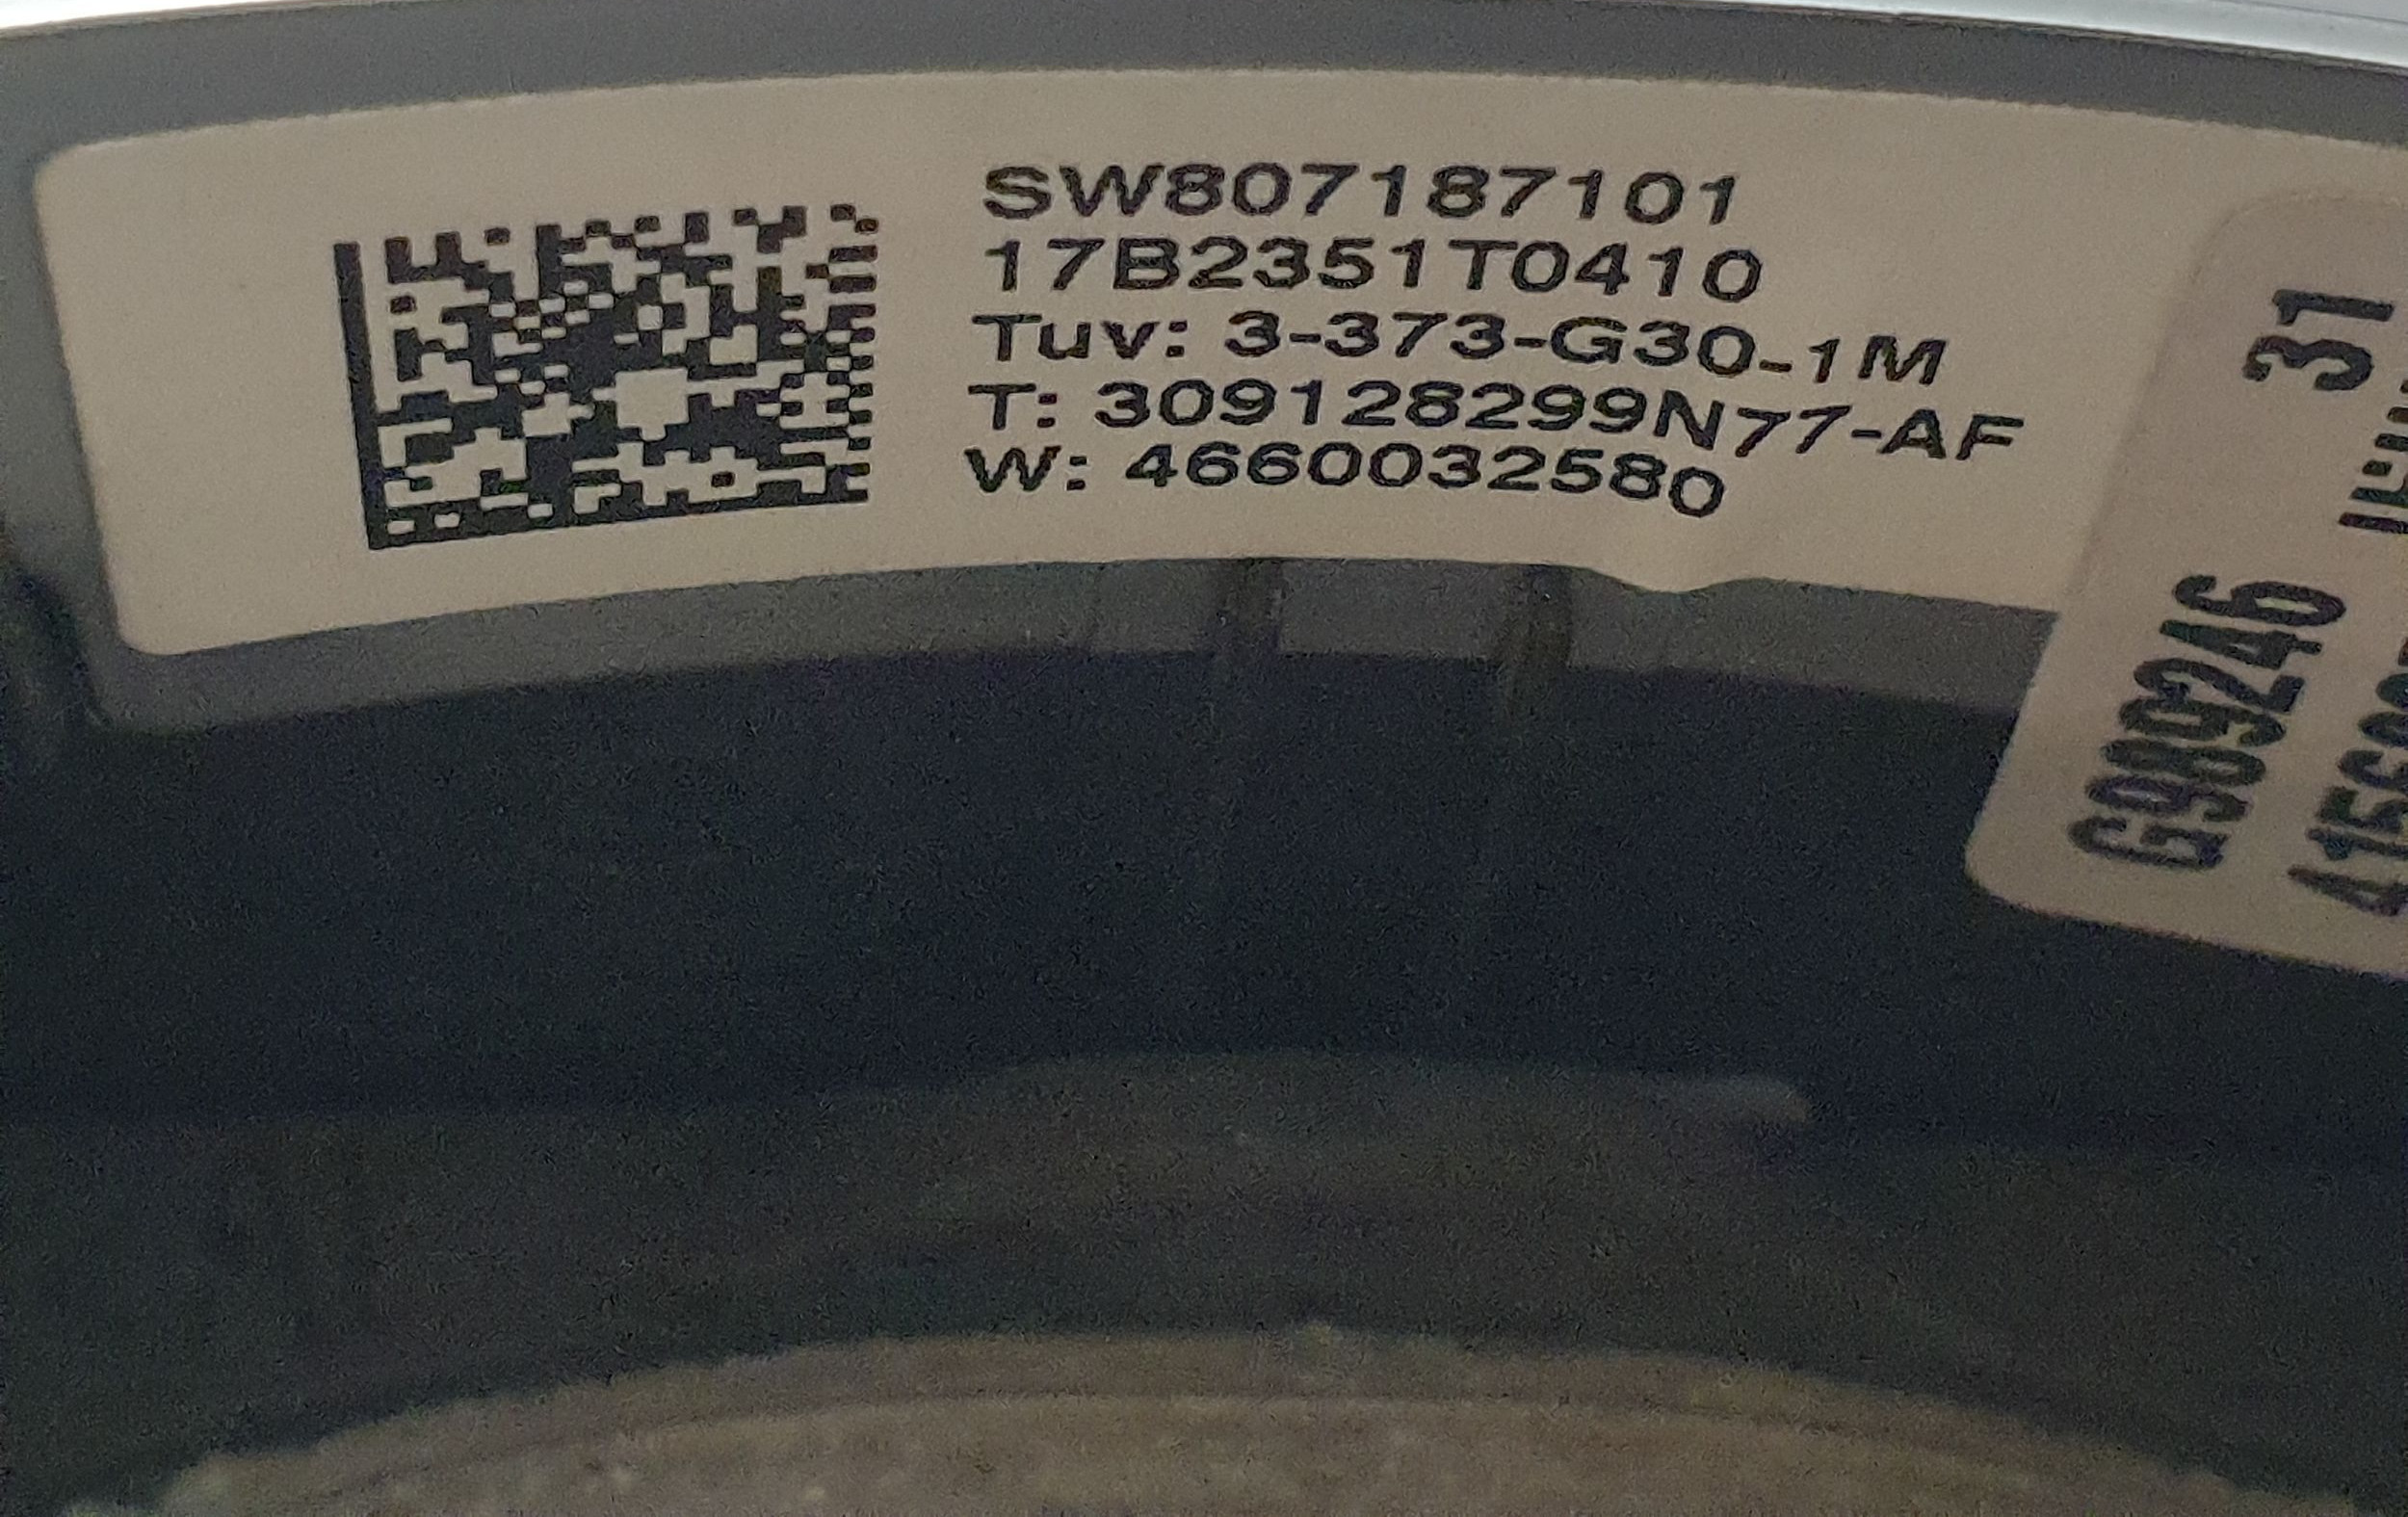 SW807187101
17B2351T0410
Tuv: 3-373-G30-1M
T: 309128299N77-AF
W: 4660032580
G989246 31